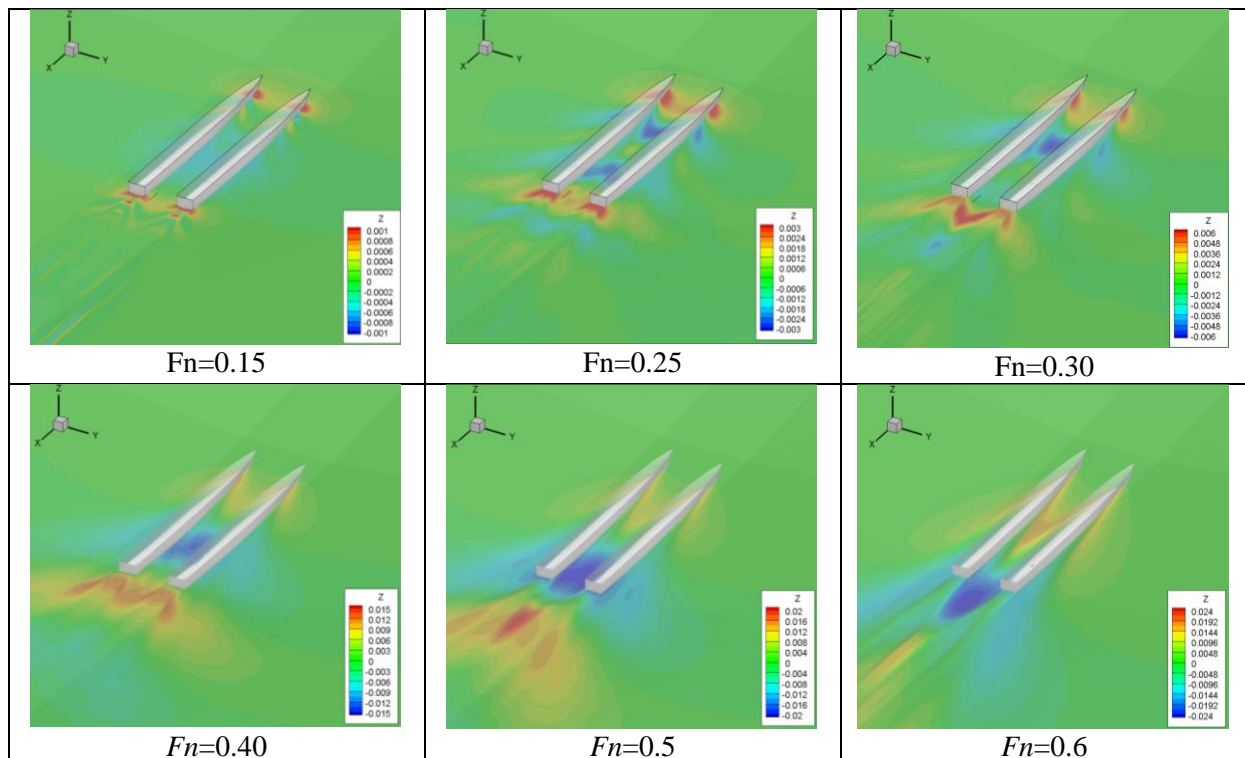 Z
X
Y
Z
0.001
0.0008
0.0006
0.0004
0.0002
0
-0.0002
-0.0004
-0.0006
-0.0008
-0.001
Fn=0.15
Z
X
Y
Z
0.003
0.0024
0.0018
0.0012
0.0006
0
-0.0006
-0.0012
-0.0018
-0.0024
-0.003
Fn=0.25
Z
X
Y
Z
0.006
0.0048
0.0036
0.0024
0.0012
0
-0.0012
-0.0024
-0.0036
-0.0048
-0.006
Fn=0.30
Z
X
Y
Z
0.015
0.012
0.009
0.006
0.003
0
-0.003
-0.006
-0.009
-0.012
-0.015
Fn=0.40
Z
X
Y
Z
0.02
0.016
0.012
0.008
0.004
0
-0.004
-0.008
-0.012
-0.016
-0.02
Fn=0.5
Z
X
Y
Z
0.024
0.0192
0.0144
0.0096
0.0048
0
-0.0048
-0.0096
-0.0144
-0.0192
-0.024
Fn=0.6